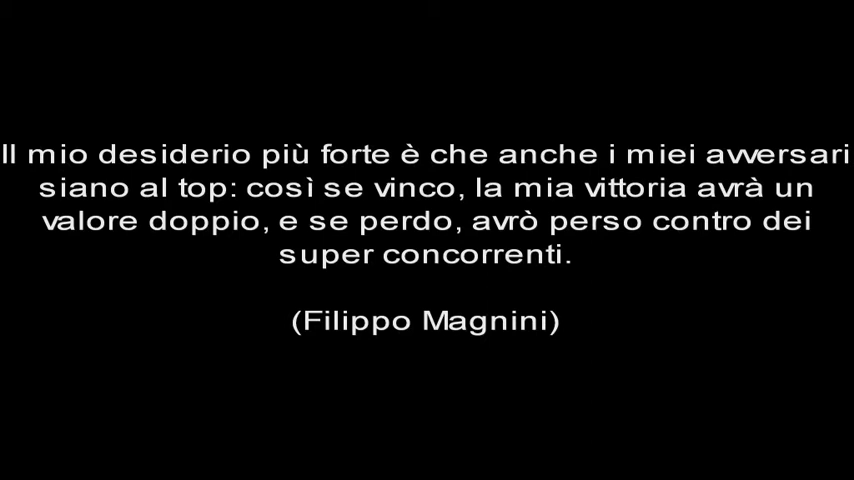 Il mio desiderio più forte è che anche i miei avversari
siano al top: così se vinco, la mia vittoria avrà un
valore doppio, e se perdo, avrò perso contro dei
super concorrenti.
(Filippo Magnini)